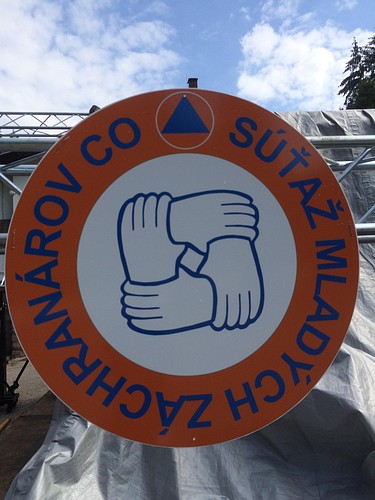 SÚŤAŽ MLADÝCH ZÁCHRANÁROV CO